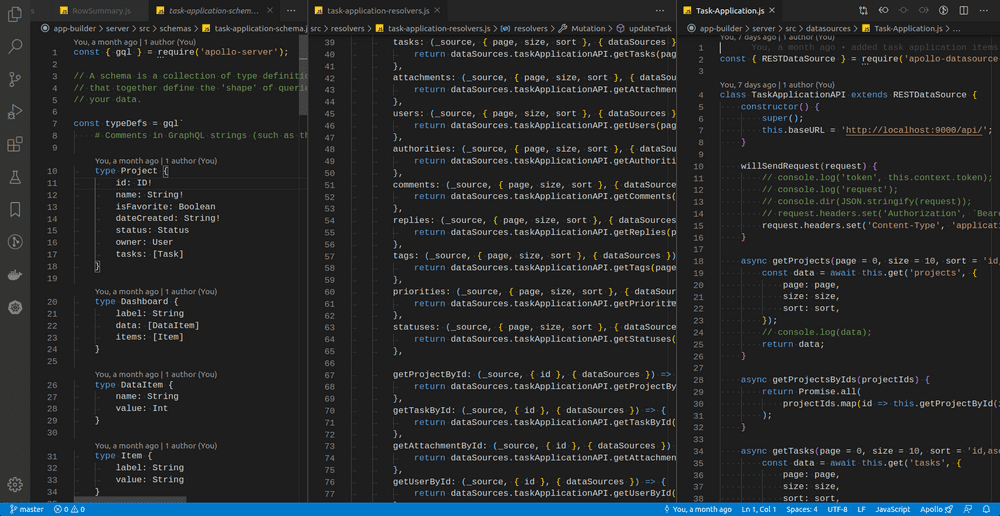 RowSummary.js
task-application-schem…
task-application-resolvers.js
Task-Application.js
app-builder > server > src > schemas > task-application-schema.j
src > resolvers > task-application-resolvers.js > resolvers > Mutation > updateTask
app-builder > server > src > datasources > Task-Application.js > …
You, a month ago | 1 author (You)
1 const { gql } = require('apollo-server');
2
3 // A schema is a collection of type definitio
4 // that together define the 'shape' of querie
5 // your data.
6
7 const typeDefs = gql`
8 # Comments in GraphQL strings (such as th
9
You, a month ago | 1 author (You)
10 type Project {
11 id: ID!
12 name: String!
13 isFavorite: Boolean
14 dateCreated: String!
15 status: Status
16 owner: User
17 tasks: [Task]
18 }
19
You, a month ago | 1 author (You)
20 type Dashboard {
21 label: String
22 data: [DataItem]
23 items: [Item]
24 }
25
You, a month ago | 1 author (You)
26 type DataItem {
27 name: String
28 value: Int
29 }
30
You, a month ago | 1 author (You)
31 type Item {
32 label: String
33 value: String
34 }
39 tasks: (_source, { page, size, sort }, { dataSources
40 return dataSources.taskApplicationAPI.getTasks(pag
41 },
42 attachments: (_source, { page, size, sort }, { dataSou
43 return dataSources.taskApplicationAPI.getAttachmen
44 },
45 users: (_source, { page, size, sort }, { dataSources
46 return dataSources.taskApplicationAPI.getUsers(pag
47 },
48 authorities: (_source, { page, size, sort }, { dataSou
49 return dataSources.taskApplicationAPI.getAuthoriti
50 },
51 comments: (_source, { page, size, sort }, { dataSource
52 return dataSources.taskApplicationAPI.getComments(
53 },
54 replies: (_source, { page, size, sort }, { dataSources
55 return dataSources.taskApplicationAPI.getReplies(p
56 },
57 tags: (_source, { page, size, sort }, { dataSources })
58 return dataSources.taskApplicationAPI.getTags(page
59 },
60 priorities: (_source, { page, size, sort }, { dataSour
61 return dataSources.taskApplicationAPI.getPrioritie
62 },
63 statuses: (_source, { page, size, sort }, { dataSource
64 return dataSources.taskApplicationAPI.getStatuses(
65 },
66
67 getProjectById: (_source, { id }, { dataSources }) =>
68 return dataSources.taskApplicationAPI.getProjectBy
69 },
70 getTaskById: (_source, { id }, { dataSources }) => {
71 return dataSources.taskApplicationAPI.getTaskById(
72 },
73 getAttachmentById: (_source, { id }, { dataSources })
74 return dataSources.taskApplicationAPI.getAttachmen
75 },
76 getUserById: (_source, { id }, { dataSources }) => {
77 return dataSources.taskApplicationAPI.getUserById(
You, 7 days ago | 1 author (You)
1 You, a month ago • added task application items
2 const { RESTDataSource } = require('apollo-datasource
3
You, 7 days ago | 1 author (You)
4 class TaskApplicationAPI extends RESTDataSource {
5 constructor() {
6 super();
7 this.baseURL = 'http://localhost:9000/api/';
8 }
9
10 willSendRequest(request) {
11 // console.log('token', this.context.token);
12 // console.log('request');
13 // console.dir(JSON.stringify(request));
14 // request.headers.set('Authorization', `Bear
15 request.headers.set('Content-Type', 'applicati
16 }
17
18 async getProjects(page = 0, size = 10, sort = 'id,
19 const data = await this.get('projects', {
20 page: page,
21 size: size,
22 sort: sort,
23 });
24 // console.log(data);
25 return data;
26 }
27
28 async getProjectsByIds(projectIds) {
29 return Promise.all(
30 projectIds.map(id => this.getProjectById(i
31 );
32 }
33
34 async getTasks(page = 0, size = 10, sort = 'id,asc
35 const data = await this.get('tasks', {
36 page: page,
37 size: size,
38 sort: sort,
master 0 0 You, a month ago Ln 1, Col 1 Spaces: 4 UTF-8 LF JavaScript Apollo